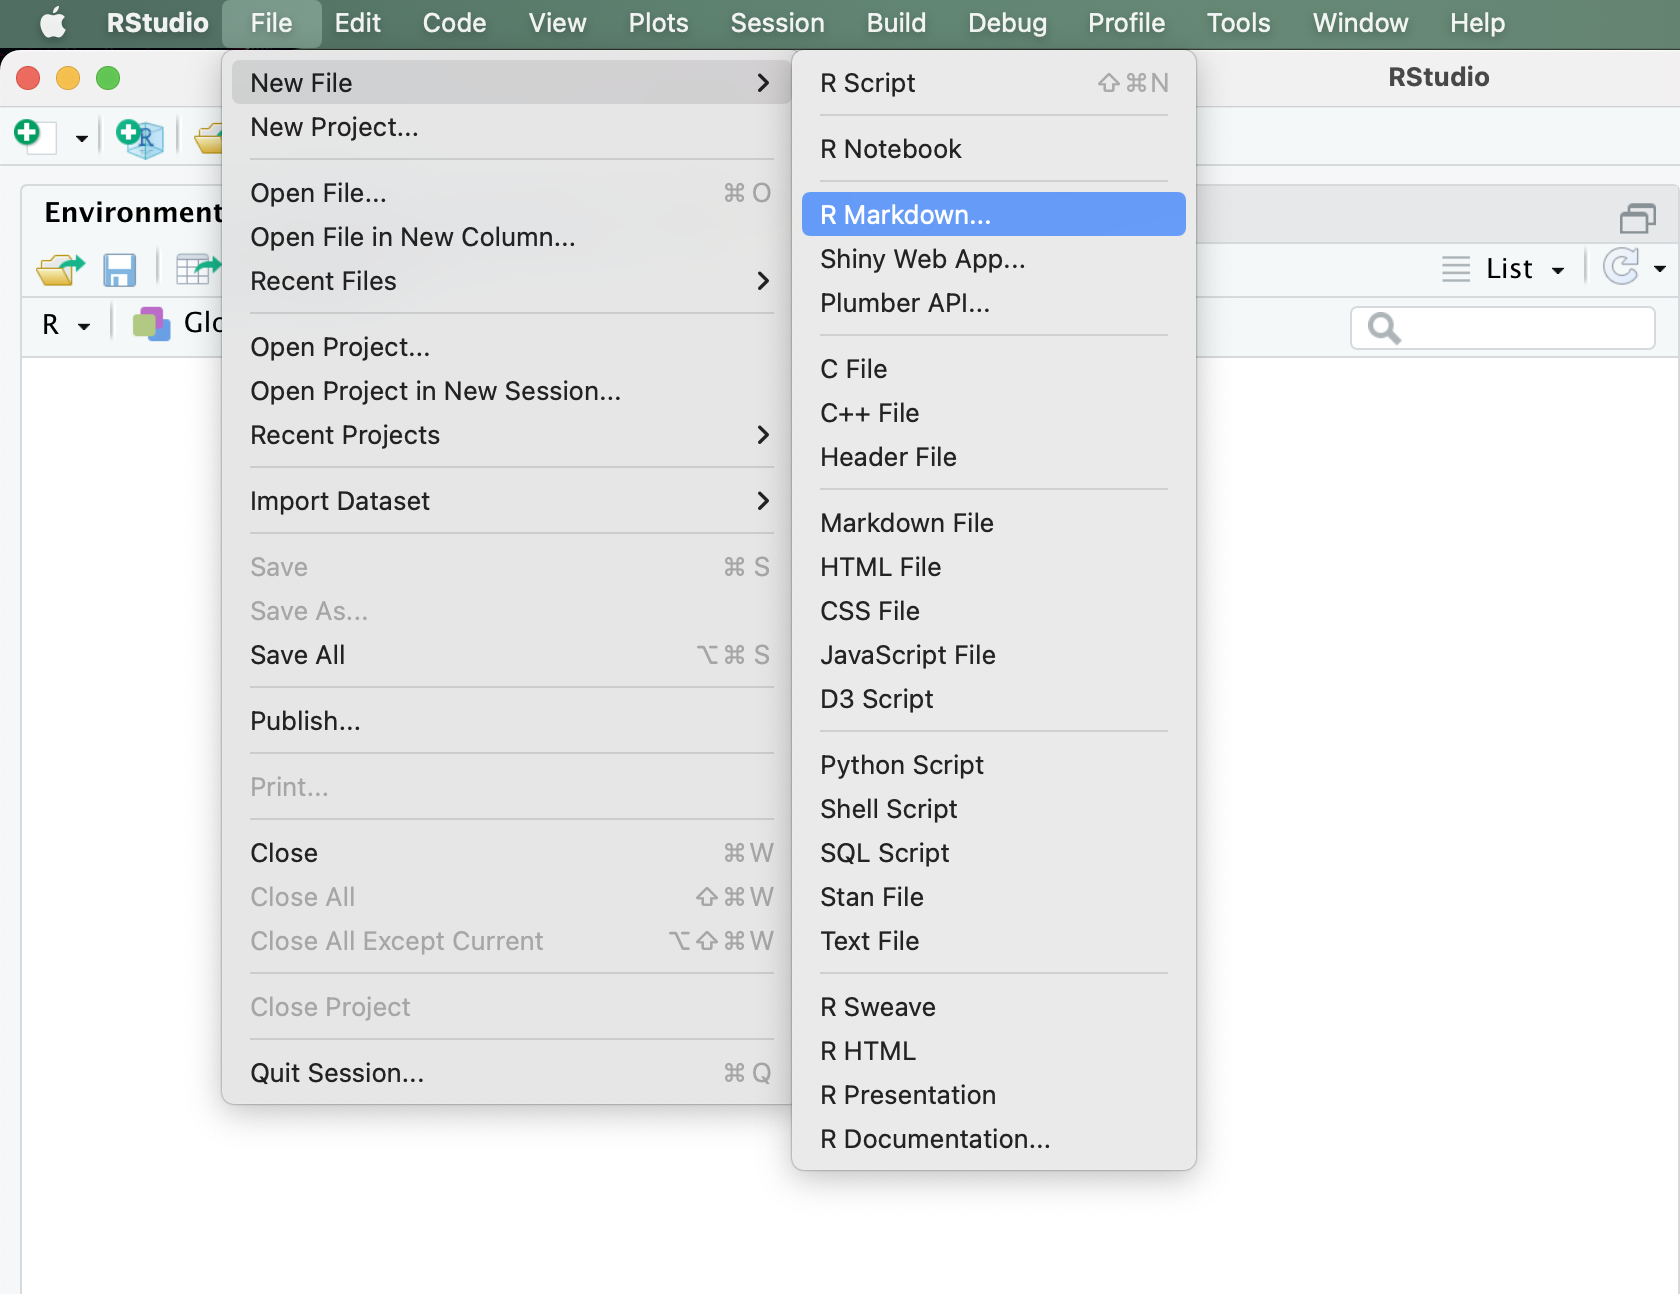 RStudio File Edit Code View Plots Session Build Debug Profile Tools Window Help
RStudio
Environment
List
R Glo
New File
New Project...
Open File... ⌘ O
Open File in New Column...
Recent Files
Open Project...
Open Project in New Session...
Recent Projects
Import Dataset
Save ⌘ S
Save As...
Save All ⌥⌘ S
Publish...
Print...
Close ⌘W
Close All ⇧⌘W
Close All Except Current ⌥⇧⌘W
Close Project
Quit Session... ⌘ Q
R Script ⇧⌘N
R Notebook
R Markdown...
Shiny Web App...
Plumber API...
C File
C++ File
Header File
Markdown File
HTML File
CSS File
JavaScript File
D3 Script
Python Script
Shell Script
SQL Script
Stan File
Text File
R Sweave
R HTML
R Presentation
R Documentation...